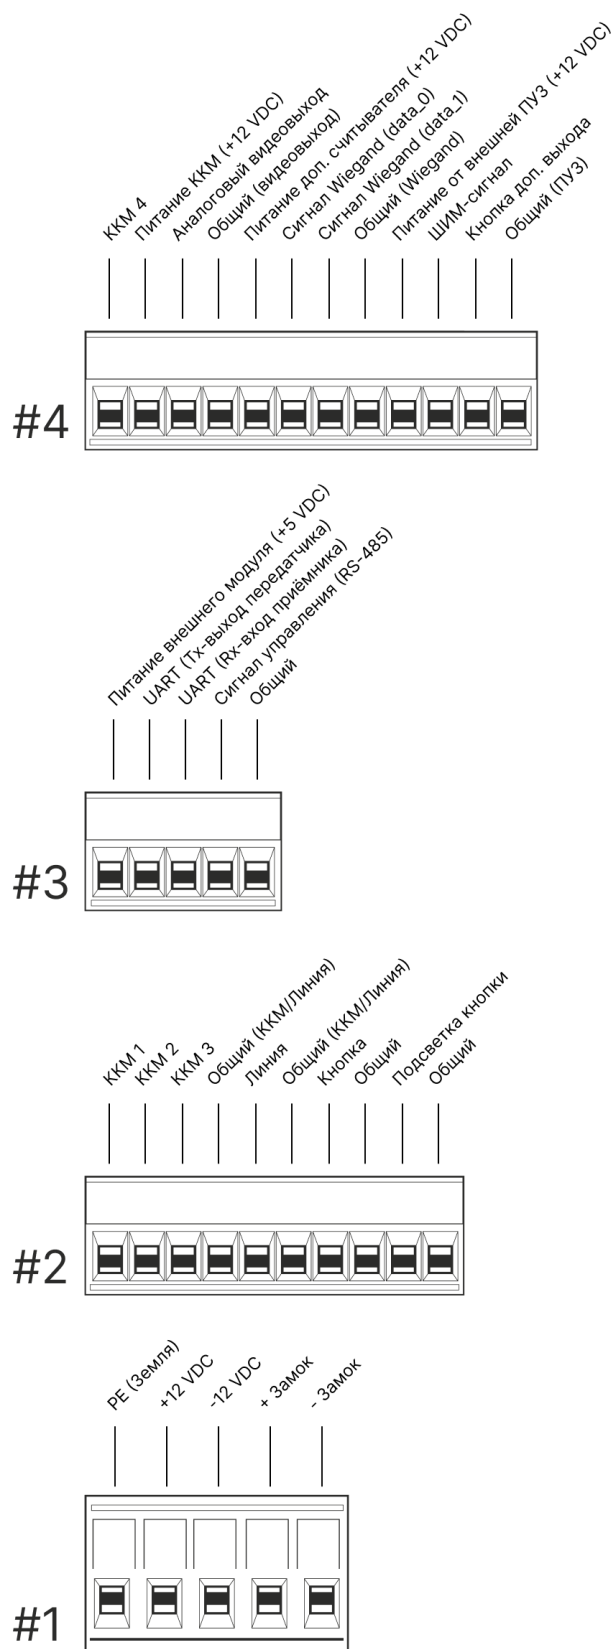 ККМ 4
Питание ККМ (+12 VDC)
Аналоговый видеовыход
Общий (видеовыход)
Питание доп. считывателя (+12 VDC)
Сигнал Wiegand (data_0)
Сигнал Wiegand (data_1)
Общий (Wiegand)
Питание от внешней ПУЗ (+12 VDC)
ШИМ-сигнал
Кнопка доп. выхода
Общий (ПУЗ)
#4
Питание внешнего модуля (+5 VDC)
UART (Tx-выход передатчика)
UART (Rx-вход приёмника)
Сигнал управления (RS-485)
Общий
#3
ККМ 1
ККМ 2
ККМ 3
Общий (ККМ/Линия)
Линия
Общий (ККМ/Линия)
Кнопка
Общий
Подсветка кнопки
Общий
#2
PE (Земля)
+12 VDC
-12 VDC
+ Замок
- Замок
#1